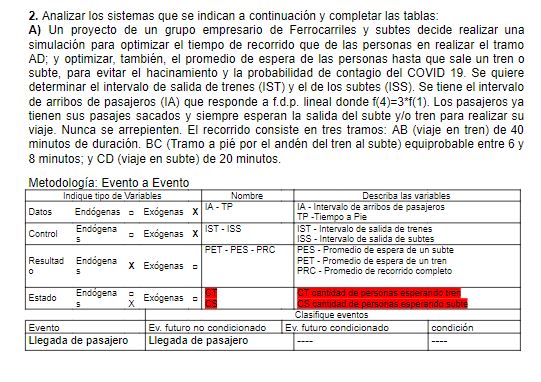 2. Analizar los sistemas que se indican a continuación y completar las tablas:
A) Un proyecto de un grupo empresario de Ferrocarriles y subtes decide realizar una
simulación para optimizar el tiempo de recorrido que de las personas en realizar el tramo
AD; y optimizar, también, el promedio de espera de las personas hasta que sale un tren o
subte, para evitar el hacinamiento y la probabilidad de contagio del COVID 19. Se quiere
determinar el intervalo de salida de trenes (IST) y el de los subtes (ISS). Se tiene el intervalo
de arribos de pasajeros (IA) que responde a f.d.p. lineal donde f(4)=3*f(1). Los pasajeros ya
tienen sus pasajes sacados y siempre esperan la salida del subte y/o tren para realizar su
viaje. Nunca se arrepienten. El recorrido consiste en tres tramos: AB (viaje en tren) de 40
minutos de duración. BC (Tramo a pié por el andén del tren al subte) equiprobable entre 6 y
8 minutos; y CD (viaje en subte) de 20 minutos.
Metodología: Evento a Evento
Indique tipo de Variables Nombre Describa las variables
Datos Endógenas □ Exógenas X IA - TP IA - Intervalo de arribos de pasajeros
TP -Tiempo a Pie
Control Endógena s □ Exógenas X IST - ISS IST - Intervalo de salida de trenes
ISS - Intervalo de salida de subtes
Resultad o Endógena s X Exógenas □ PET - PES - PRC PES - Promedio de espera de un subte
PET - Promedio de espera de un tren
PRC - Promedio de recorrido completo
Estado Endógena s □ X Exógenas □ CT CT cantidad de personas esperando tren
CS CS cantidad de personas esperando subte
Clasifique eventos
Evento Ev. futuro no condicionado Ev. futuro condicionado condición
Llegada de pasajero Llegada de pasajero ---- ----